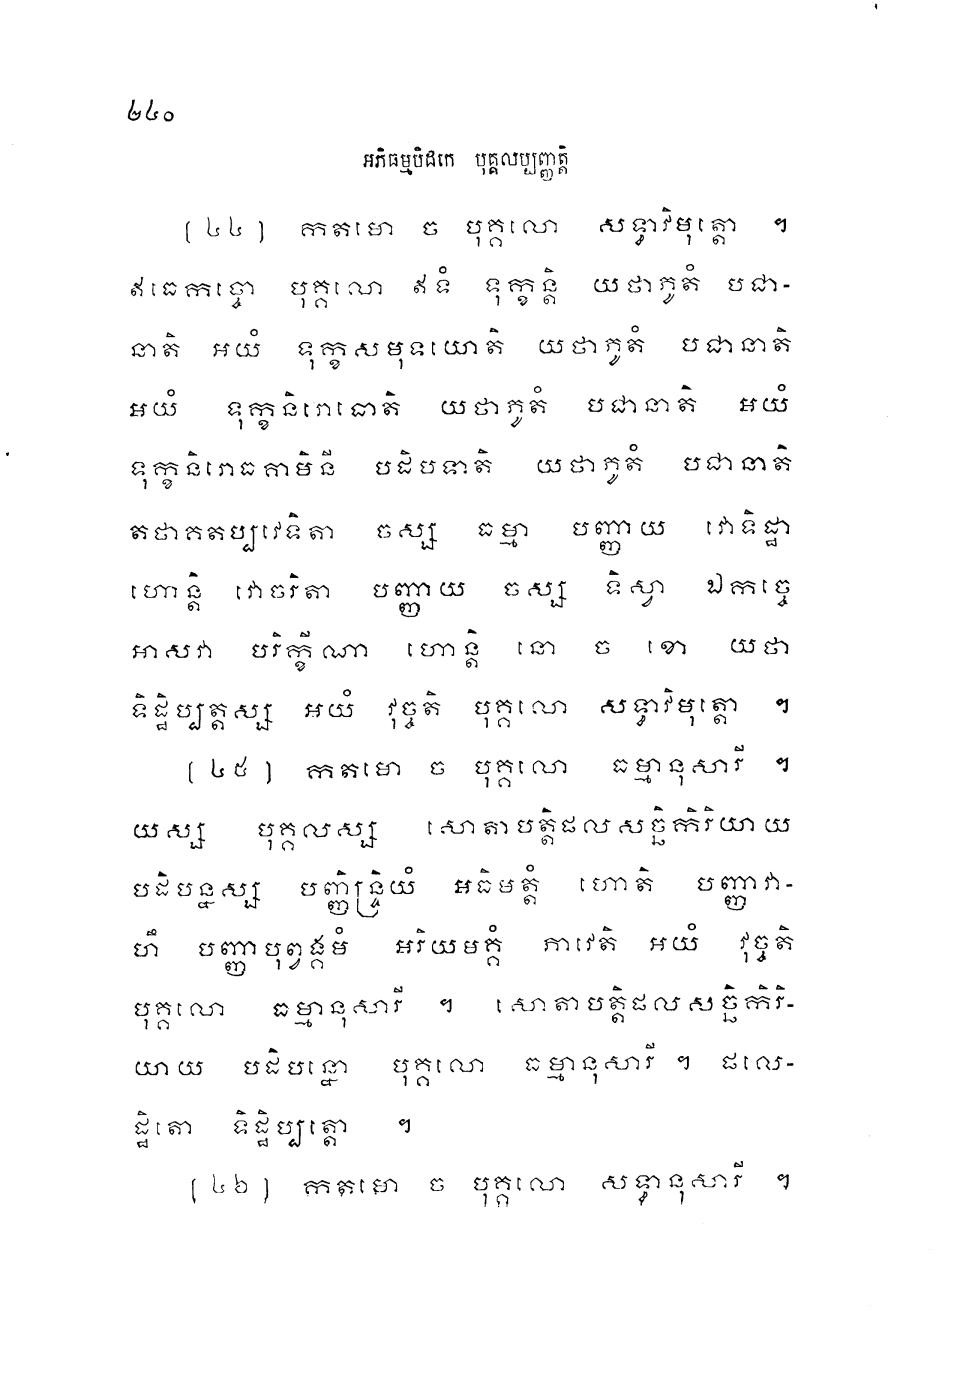 ២៤០
អភិធម្មបិដកេ បុគ្គលប្បញ្ញត្តិ
[៤៤] កតមោ ច បុគ្គលោ សទ្ធាវិមុត្តោ ។
ឥធេកច្ចោ បុគ្គលោ ឥទំ ទុក្ខន្តិ យថាភូតំ បជា-
នាតិ អយំ ទុក្ខសមុទយោតិ យថាភូតំ បជានាតិ
អយំ ទុក្ខនិរោធោតិ យថាភូតំ បជានាតិ អយំ
ទុក្ខនិរោធគាមិនី បដិបទាតិ យថាភូតំ បជានាតិ
តថាគតប្បវេទិតា ចស្ស ធម្មា បញ្ញាយ វោទិដ្ឋា
ហោន្តិ វោចរិតា បញ្ញាយ ចស្ស ទិស្វា ឯកច្ចេ
អាសវា បរិក្ខីណា ហោន្តិ នោ ច ខោ យថា
ទិដ្ឋិប្បត្តស្ស អយំ វុច្ចតិ បុគ្គលោ សទ្ធាវិមុត្តោ ។
[៤៥] កតមោ ច បុគ្គលោ ធម្មានុសារី ។
យស្ស បុគ្គលស្ស សោតាបត្តិផលសច្ឆិកិរិយាយ
បដិបន្នស្ស បញ្ញិន្ទ្រិយំ អធិមត្តំ ហោតិ បញ្ញាវា-
ហឹ បញ្ញាបុព្វង្គមំ អរិយមគ្គំ ភាវេតិ អយំ វុច្ចតិ
បុគ្គលោ ធម្មានុសារី ។ សោតាបត្តិផលសច្ឆិកិរិ-
យាយ បដិបន្នោ បុគ្គលោ ធម្មានុសារី ។ ផលេ-
ដ្ឋិតោ ទិដ្ឋិប្បត្តោ ។
[៤៦] កតមោ ច បុគ្គលោ សទ្ធានុសារី ។